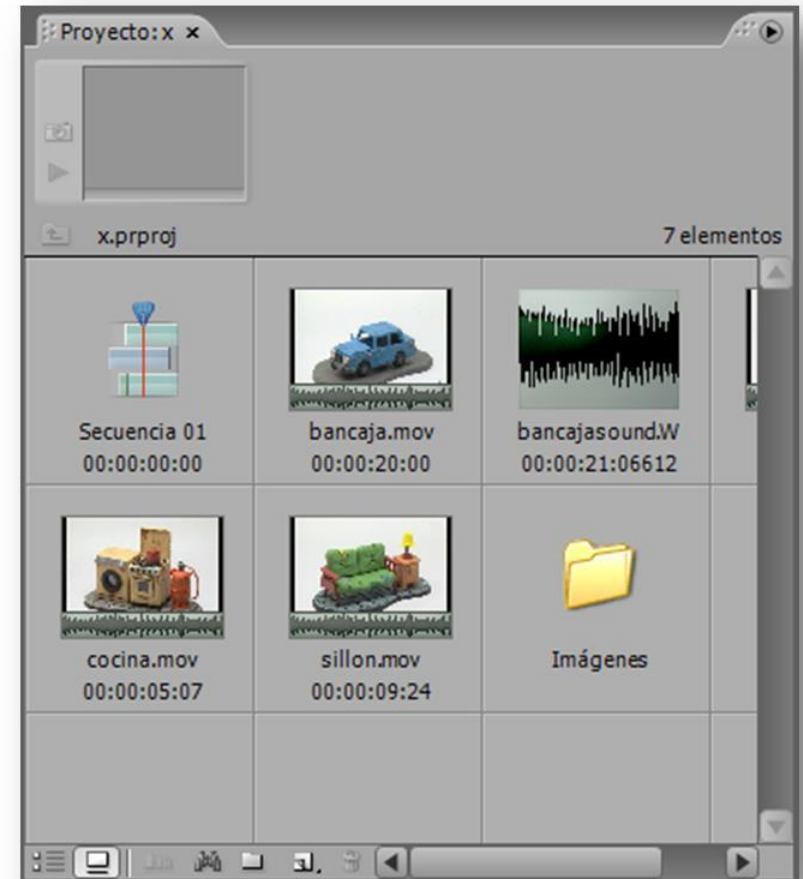 Proyecto: x
x.prproj
7 elementos
Secuencia 01
00:00:00:00
bancaja.mov
00:00:20:00
bancajasound.W
00:00:21:06612
cocina.mov
00:00:05:07
sillon.mov
00:00:09:24
Imágenes